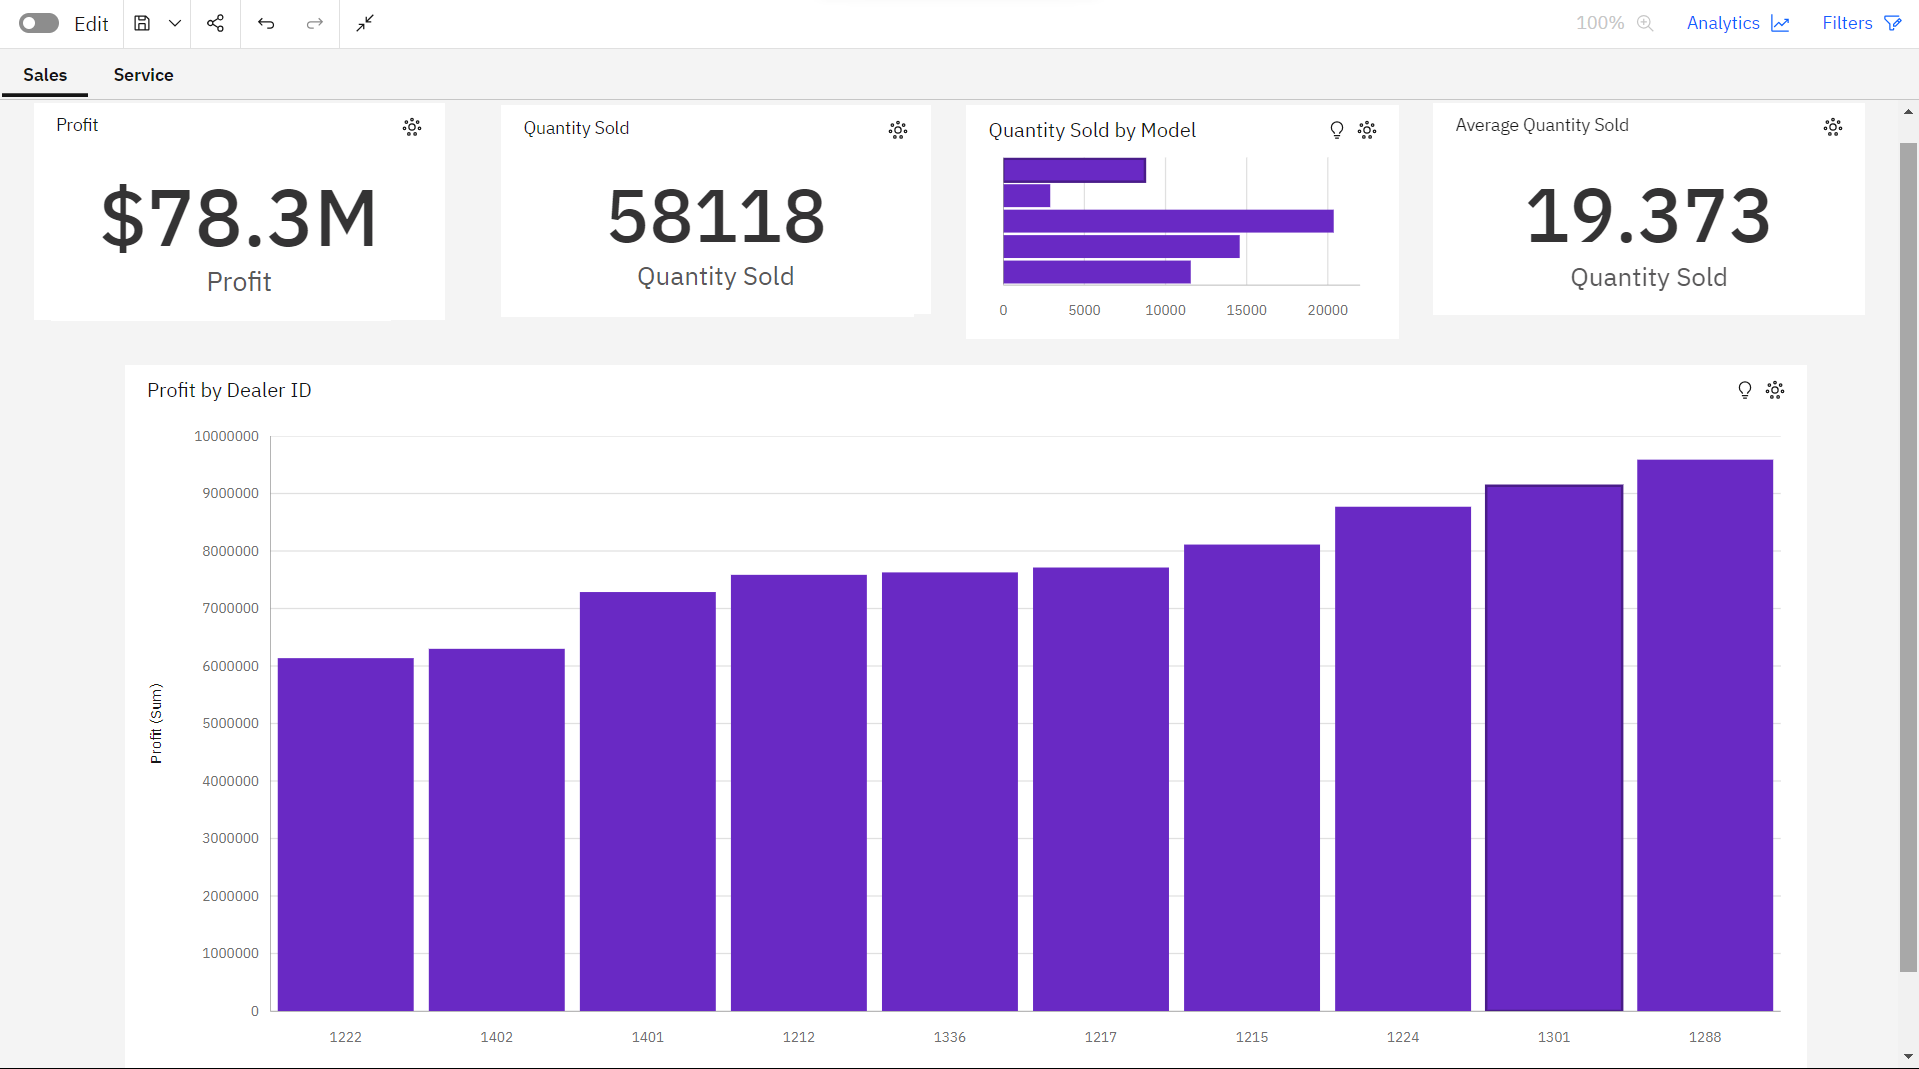 Edit
100%
Analytics
Filters
Sales
Service
Profit
$78.3M
Profit
Quantity Sold
58118
Quantity Sold
Quantity Sold by Model
0 5000 10000 15000 20000
Average Quantity Sold
19.373
Quantity Sold
Profit by Dealer ID
Profit (Sum)
10000000
9000000
8000000
7000000
6000000
5000000
4000000
3000000
2000000
1000000
0
1222 1402 1401 1212 1336 1217 1215 1224 1301 1288